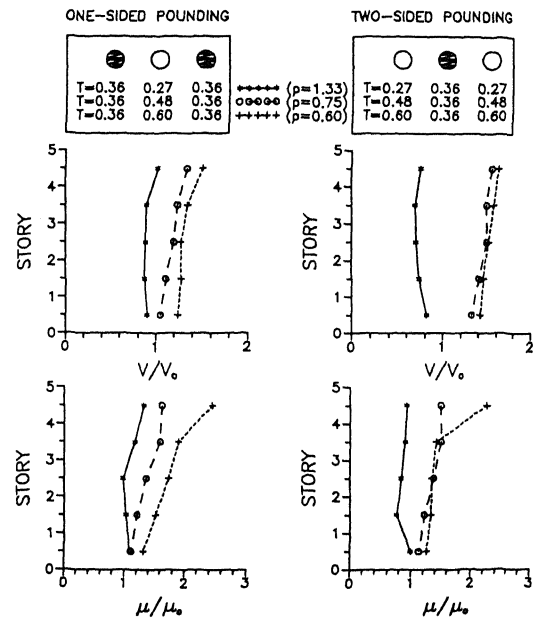 ONE-SIDED POUNDING
T=0.36 0.27 0.36
T=0.36 0.48 0.36
T=0.36 0.60 0.36
(p=1.33)
(p=0.75)
(p=0.60)
TWO-SIDED POUNDING
T=0.27 0.36 0.27
T=0.48 0.36 0.48
T=0.60 0.36 0.60
5
4
3
2
1
0
STORY
0 1 2
V/V₀
5
4
3
2
1
0
STORY
0 1 2
V/V₀
5
4
3
2
1
0
STORY
0 1 2 3
μ/μ₀
5
4
3
2
1
0
STORY
0 1 2 3
μ/μ₀